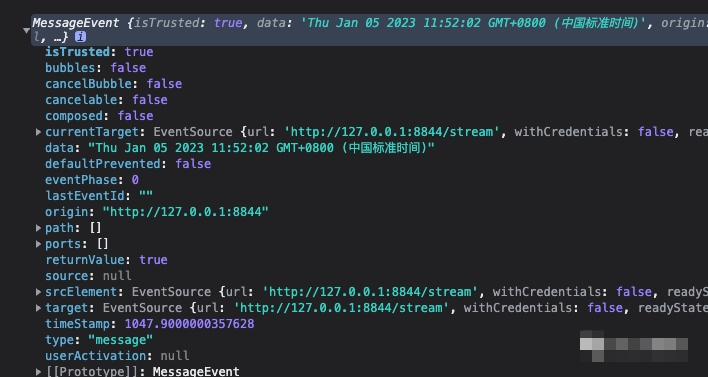 MessageEvent {isTrusted: true, data: 'Thu Jan 05 2023 11:52:02 GMT+0800 (中国标准时间)', origin:
l, …} i
isTrusted: true
bubbles: false
cancelBubble: false
cancelable: false
composed: false
currentTarget: EventSource {url: 'http://127.0.0.1:8844/stream', withCredentials: false, rea
data: "Thu Jan 05 2023 11:52:02 GMT+0800 (中国标准时间)"
defaultPrevented: false
eventPhase: 0
lastEventId: ""
origin: "http://127.0.0.1:8844"
path: []
ports: []
returnValue: true
source: null
srcElement: EventSource {url: 'http://127.0.0.1:8844/stream', withCredentials: false, readyS
target: EventSource {url: 'http://127.0.0.1:8844/stream', withCredentials: false, readyState
timeStamp: 1047.9000000357628
type: "message"
userActivation: null
[[Prototype]]: MessageEvent